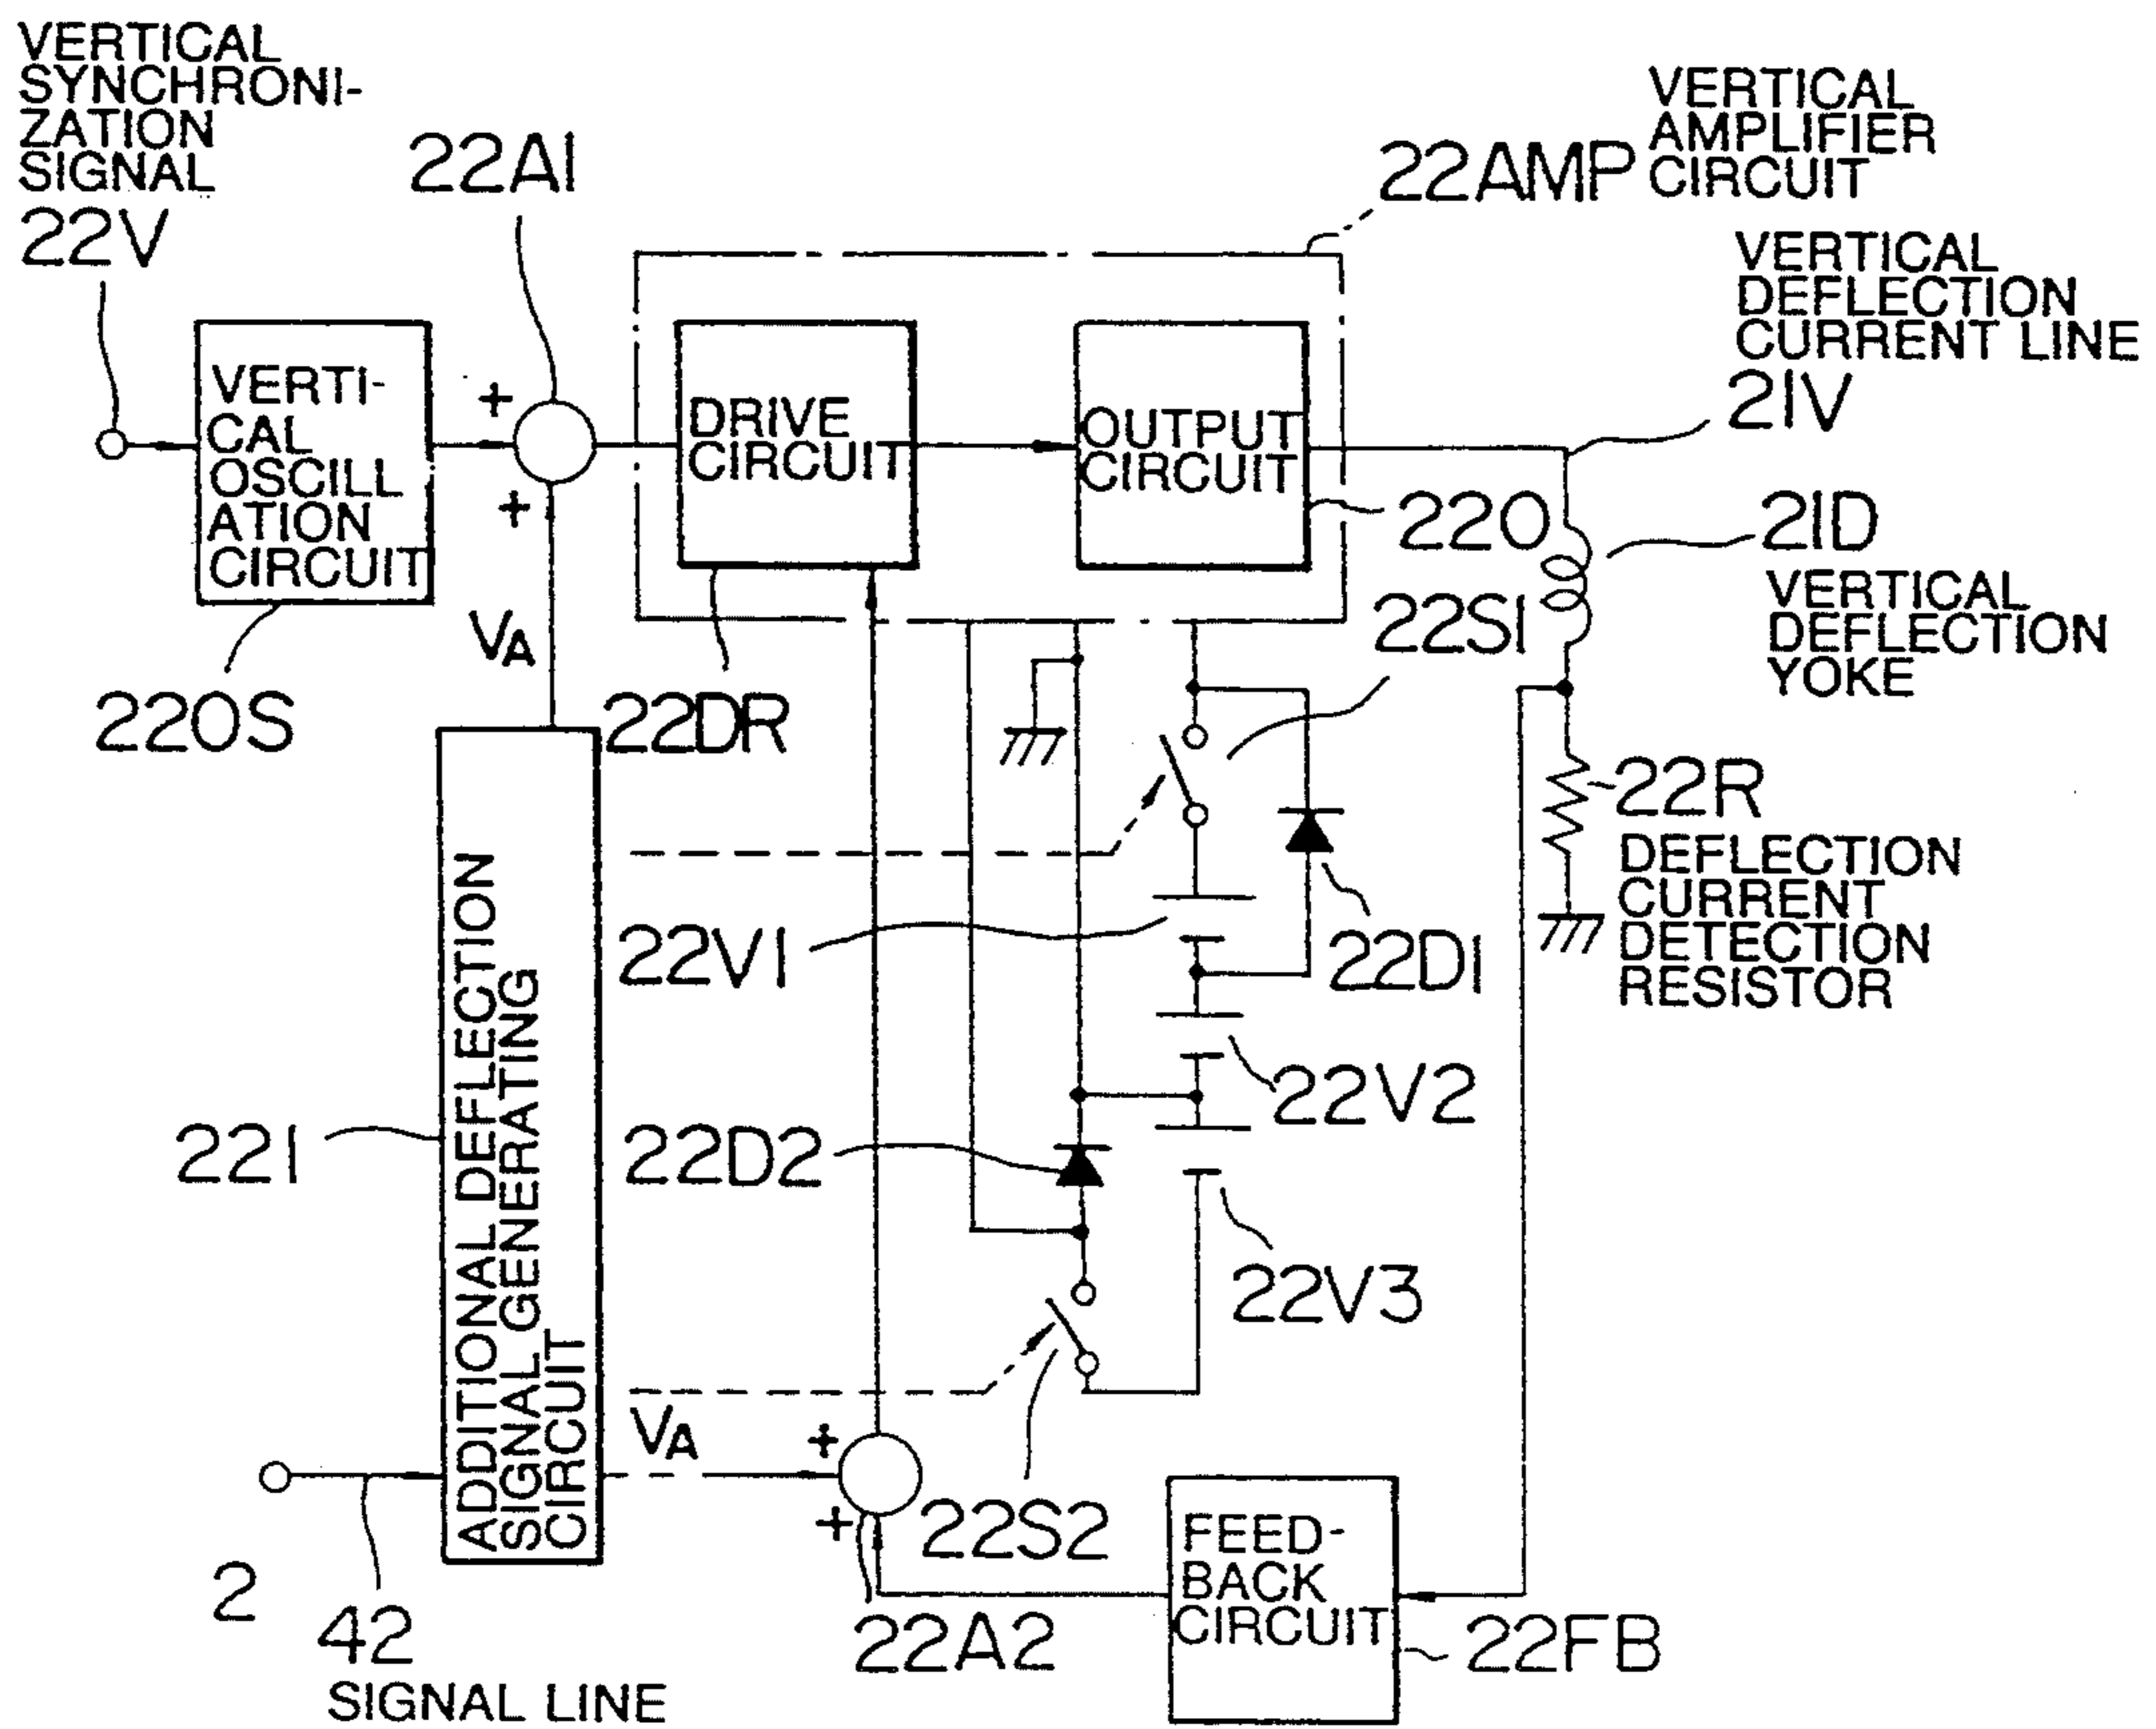 VERTICAL
SYNCHRONI-
ZATION
SIGNAL
22V
22A1
22AMP
VERTICAL
AMPLIFIER
CIRCUIT
VERTICAL
DEFLECTION
CURRENT LINE
21V
VERTI-
CAL
OSCILL
ATION
CIRCUIT
+
+
DRIVE
CIRCUIT
OUTPUT
CIRCUIT
220
21D
VERTICAL
DEFLECTION
YOKE
22S1
VA
220S
22DR
22R
DEFLECTION
CURRENT
DETECTION
RESISTOR
22V1
22D1
22V2
221
ADDITIONAL DEFLECTION
SIGNAL GENERATING
CIRCUIT
22D2
22V3
VA
+
+
22S2
2
42
SIGNAL LINE
22A2
FEED-
BACK
CIRCUIT
22FB